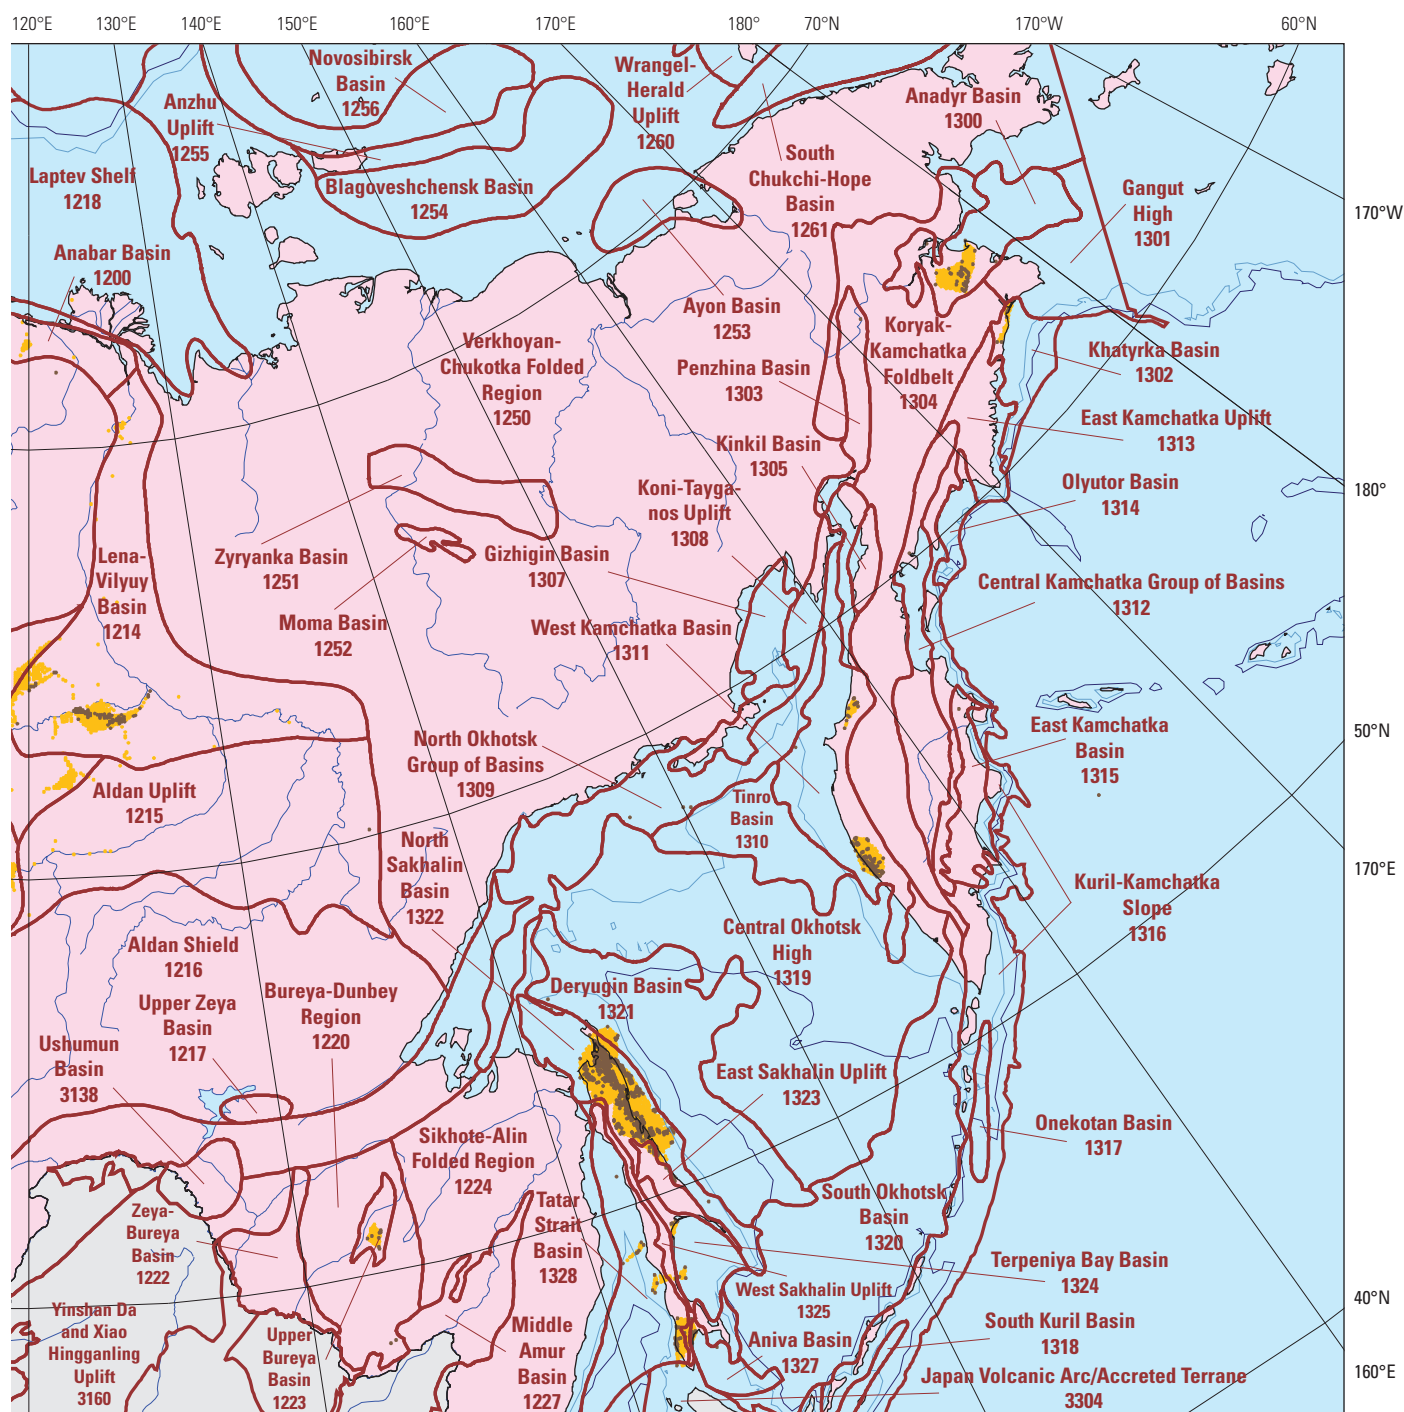 120°E
130°E
140°E
150°E
160°E
170°E
180°
70°N
170°W
60°N
Novosibirsk
Basin
1256
Anzhu
Uplift
1255
Wrangel-
Herald
Uplift
1260
Anadyr Basin
1300
Laptev Shelf
1218
Blagoveshchensk Basin
1254
South
Chukchi-Hope
Basin
1261
Gangut
High
1301
170°W
Anabar Basin
1200
Ayon Basin
1253
Verkhoyan-
Chukotka Folded
Region
1250
Penzhina Basin
1303
Koryak-
Kamchatka
Foldbelt
1304
Khatyrka Basin
1302
East Kamchatka Uplift
1313
Kinkil Basin
1305
Koni-Tayga-
nos Uplift
1308
Olyutor Basin
1314
180°
Lena-
Vilyuy
Basin
1214
Zyryanka Basin
1251
Gizhigin Basin
1307
Central Kamchatka Group of Basins
1312
Moma Basin
1252
West Kamchatka Basin
1311
East Kamchatka
Basin
1315
50°N
North Okhotsk
Group of Basins
1309
Aldan Uplift
1215
Tinro
Basin
1310
North
Sakhalin
Basin
1322
Kuril-Kamchatka
Slope
1316
170°E
Central Okhotsk
High
1319
Aldan Shield
1216
Upper Zeya
Basin
1217
Bureya-Dunbey
Region
1220
Deryugin Basin
1321
Ushumun
Basin
3138
East Sakhalin Uplift
1323
Onekotan Basin
1317
Sikhote-Alin
Folded Region
1224
Tatar
Strait
Basin
1328
South Okhotsk
Basin
1320
Zeya-
Bureya
Basin
1222
Terpeniya Bay Basin
1324
West Sakhalin Uplift
1325
40°N
Yinshan Da
and Xiao
Hingganling
Uplift
3160
Upper
Bureya
Basin
1223
Middle
Amur
Basin
1227
Aniva Basin
1327
South Kuril Basin
1318
Japan Volcanic Arc/Accreted Terrane
3304
160°E